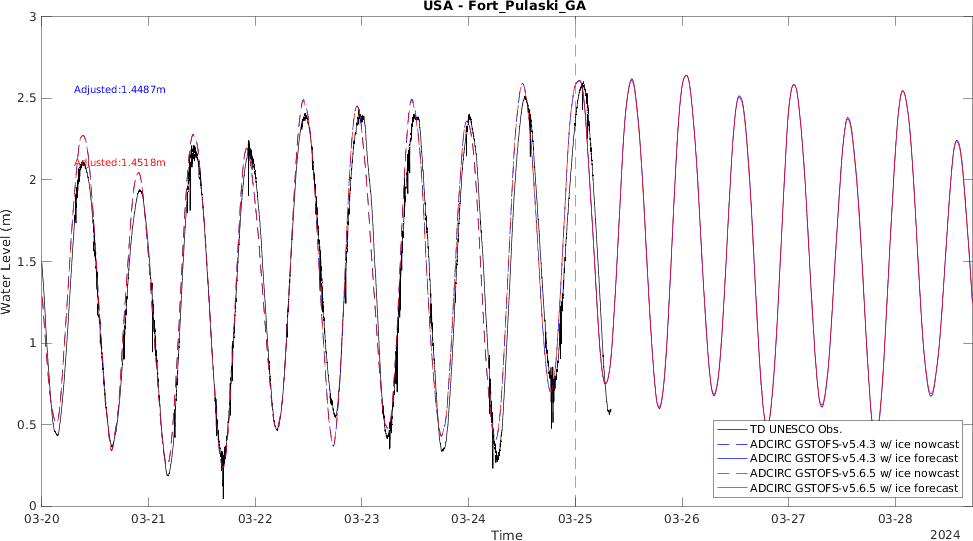 USA - Fort_Pulaski_GA
3
2.5
2
1.5
1
0.5
0
Water Level (m)
Adjusted:1.4487m
Adjusted:1.4518m
TD UNESCO Obs.
ADCIRC GSTOFS-v5.4.3 w/ ice nowcast
ADCIRC GSTOFS-v5.4.3 w/ ice forecast
ADCIRC GSTOFS-v5.6.5 w/ ice nowcast
ADCIRC GSTOFS-v5.6.5 w/ ice forecast
03-20 03-21 03-22 03-23 03-24 03-25 03-26 03-27 03-28
Time
2024